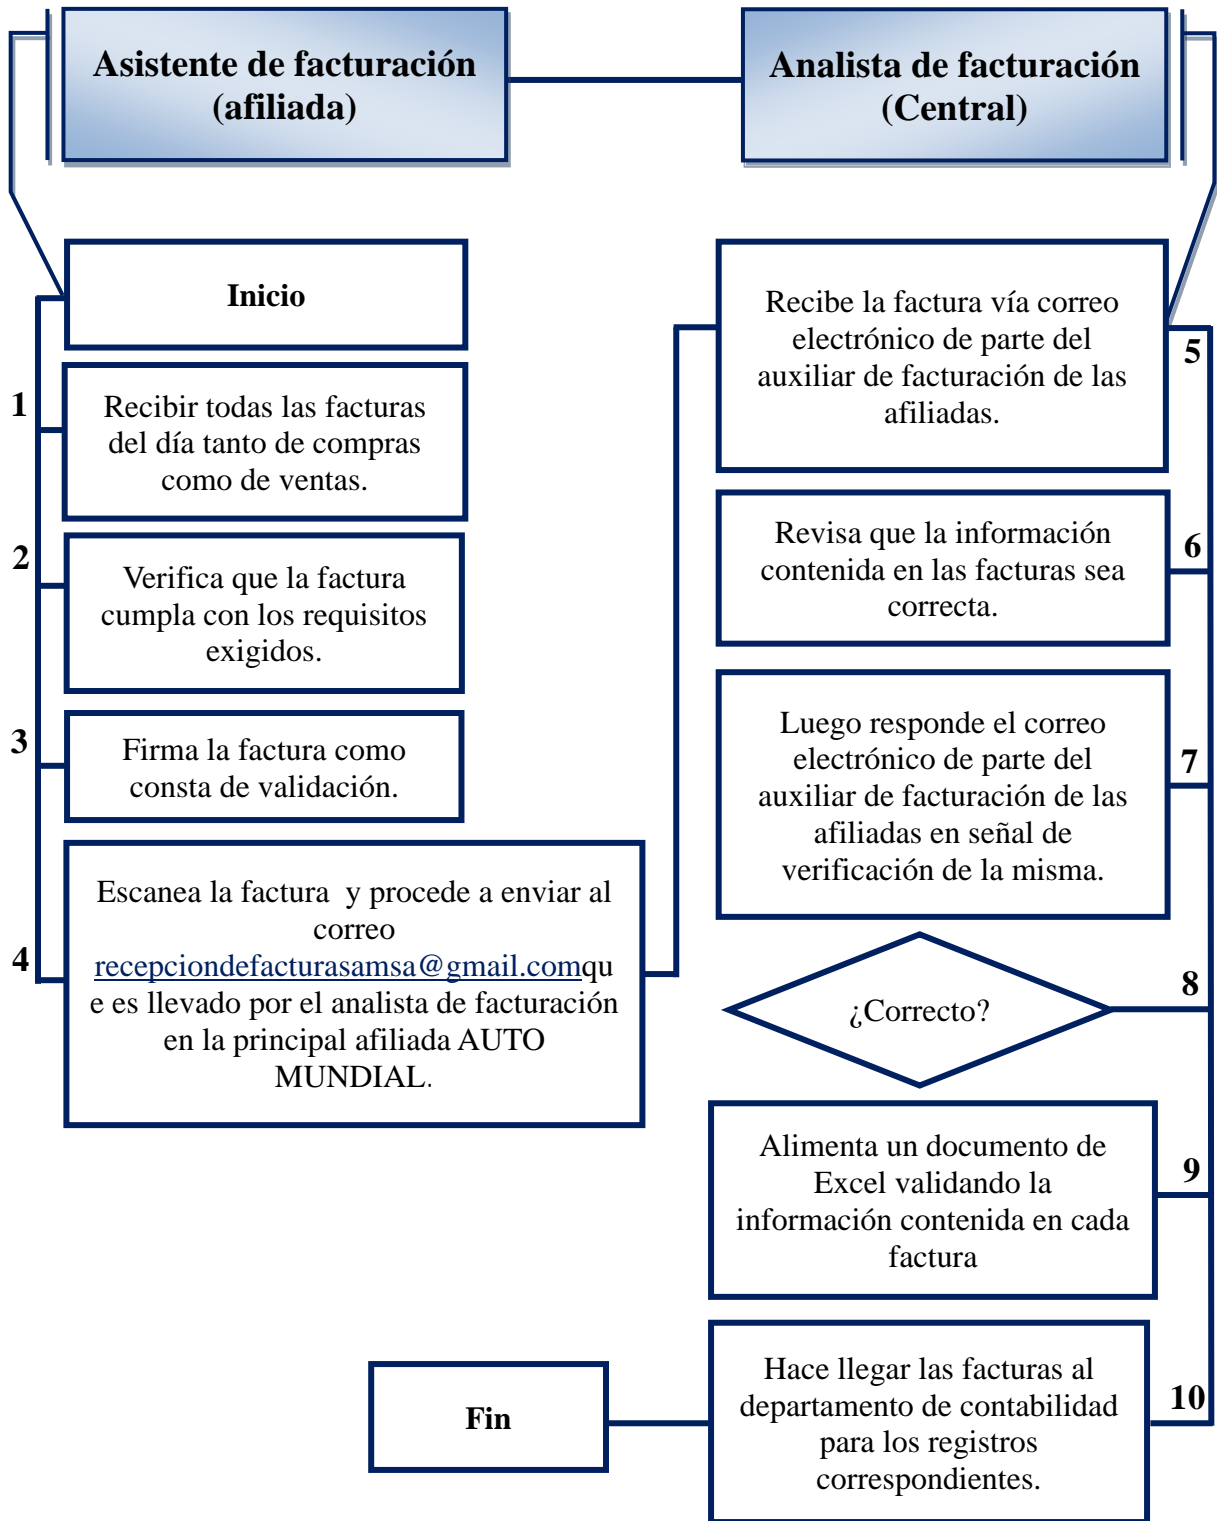 Asistente de facturación
(afiliada)
Analista de facturación
(Central)
Inicio
1
Recibir todas las facturas
del día tanto de compras
como de ventas.
2
Verifica que la factura
cumpla con los requisitos
exigidos.
3
Firma la factura como
consta de validación.
4
Escanea la factura y procede a enviar al
correo
recepciondefacturasamsa@gmail.comqu
e es llevado por el analista de facturación
en la principal afiliada AUTO
MUNDIAL.
Recibe la factura vía correo
electrónico de parte del
auxiliar de facturación de las
afiliadas.
5
Revisa que la información
contenida en las facturas sea
correcta.
6
Luego responde el correo
electrónico de parte del
auxiliar de facturación de las
afiliadas en señal de
verificación de la misma.
7
¿Correcto?
8
Alimenta un documento de
Excel validando la
información contenida en cada
factura
9
Hace llegar las facturas al
departamento de contabilidad
para los registros
correspondientes.
10
Fin